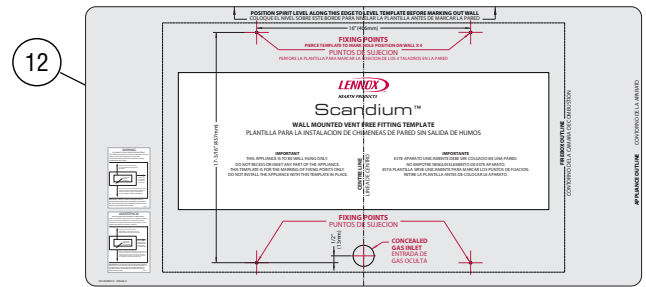 POSITION SPIRIT LEVEL ALONG THIS EDGE TO LEVEL TEMPLATE BEFORE MARKING OUT WALL
COLOQUE EL NIVEL SOBRE ESTE BORDE PARA NIVELAR LA PLANTILLA ANTES DE MARCAR LA PARED
16" (406mm)
12
FIXING POINTS
PIERCE TEMPLATE TO MARK HOLE POSITION ON WALL X 4
PUNTOS DE SUJECION
PERFORE LA PLANTILLA PARA MARCAR LA POSICION DE LOS 4 TALADROS EN LA PARED
17-3/16" (437mm)
LENNOX
HEARTH PRODUCTS
Scandium™
WALL MOUNTED VENT FREE FITTING TEMPLATE
PLANTILLA PARA LA INSTALACION DE CHIMENEAS DE PARED SIN SALIDA DE HUMOS
IMPORTANT
THIS APPLIANCE IS TO BE WALL HUNG ONLY.
DO NOT RECESS OR INSET ANY PART OF THE APPLIANCE.
THIS TEMPLATE IS FOR THE MARKING OF FIXING POINTS ONLY.
DO NOT INSTALL THE APPLIANCE WITH THIS TEMPLATE IN PLACE.
CENTRE LINE
LINEA DE CENTRO
IMPORTANTE
ESTE APARATO UNICAMENTE DEBE SER COLGADO EN UNA PARED.
NO EMPOTRE NINGUN ELEMENTO DE ESTE APARATO.
ESTA PLANTILLA SIRVE UNICAMENTE PARA MARCAR LOS PUNTOS DE FIJACION.
RETIRE LA PLANTILLA ANTES DE COLOCAR LE APARATO.
FIREBOX OUTLINE
CONTORNO DE LA CAMARA DE COMBUSTION
APPLIANCE OUTLINE
CONTORNO DE LA APARATO
FIXING POINTS
PUNTOS DE SUJECION
1/2"
(13mm)
CONCEALED
GAS INLET
ENTRADA DE
GAS OCULTA